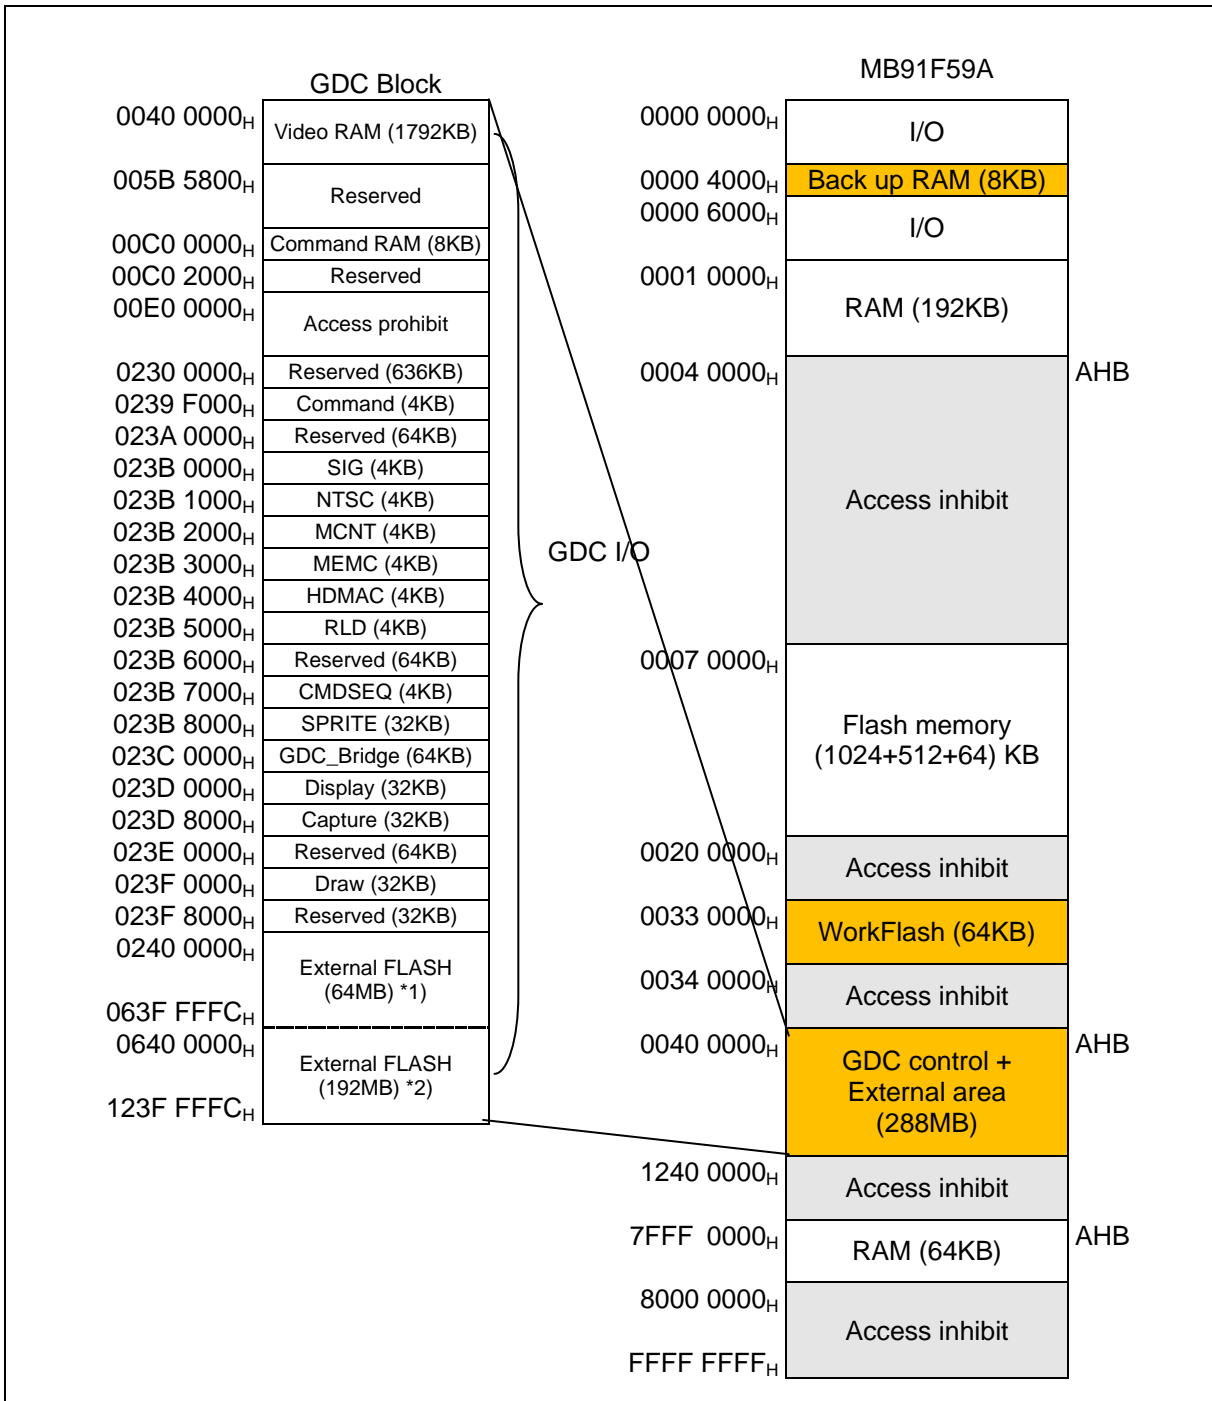 GDC Block
0040 0000H
Video RAM (1792KB)
005B 5800H
Reserved
00C0 0000H
Command RAM (8KB)
00C0 2000H
Reserved
00E0 0000H
Access prohibit
0230 0000H
Reserved (636KB)
0239 F000H
Command (4KB)
023A 0000H
Reserved (64KB)
023B 0000H
SIG (4KB)
023B 1000H
NTSC (4KB)
023B 2000H
MCNT (4KB)
023B 3000H
MEMC (4KB)
023B 4000H
HDMAC (4KB)
023B 5000H
RLD (4KB)
023B 6000H
Reserved (64KB)
023B 7000H
CMDSEQ (4KB)
023B 8000H
SPRITE (32KB)
023C 0000H
GDC_Bridge (64KB)
023D 0000H
Display (32KB)
023D 8000H
Capture (32KB)
023E 0000H
Reserved (64KB)
023F 0000H
Draw (32KB)
023F 8000H
Reserved (32KB)
0240 0000H
External FLASH
(64MB) *1)
063F FFFCH
0640 0000H
External FLASH
(192MB) *2)
123F FFFCH
GDC I/O
MB91F59A
0000 0000H
I/O
0000 4000H
Back up RAM (8KB)
0000 6000H
I/O
0001 0000H
RAM (192KB)
0004 0000H
AHB
Access inhibit
0007 0000H
Flash memory
(1024+512+64) KB
0020 0000H
Access inhibit
0033 0000H
WorkFlash (64KB)
0034 0000H
Access inhibit
0040 0000H
AHB
GDC control +
External area
(288MB)
1240 0000H
Access inhibit
7FFF 0000H
AHB
RAM (64KB)
8000 0000H
Access inhibit
FFFF FFFFH